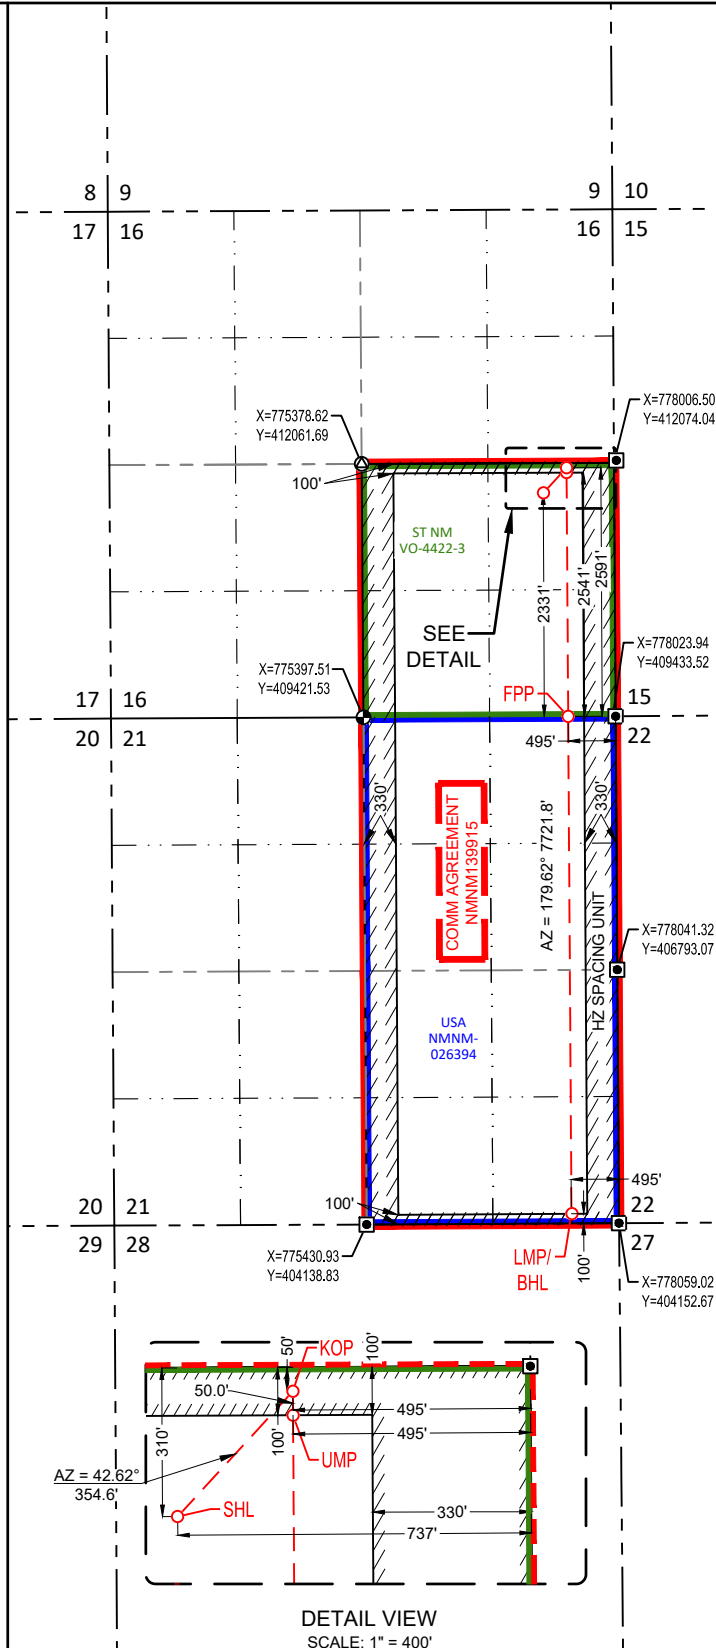 8 9
9 10
17 16
16 15
X=775378.62
Y=412061.69
X=778006.50
Y=412074.04
100'
ST NM
VO-4422-3
2331'
2541'
2591'
SEE
DETAIL
X=775397.51
Y=409421.53
X=778023.94
Y=409433.52
FPP
17 16
15
20 21
22
495'
330'
330'
COMM AGREEMENT
NMNM139915
AZ = 179.62° 7721.8'
HZ SPACING UNIT
X=778041.32
Y=406793.07
USA
NMNM-
026394
495'
100'
20 21
22
29 28
27
X=775430.93
Y=404138.83
LMP/
BHL
100'
X=778059.02
Y=404152.67
KOP
50'
100'
50.0'
495'
100'
495'
310'
UMP
AZ = 42.62°
354.6'
SHL
330'
737'
DETAIL VIEW
SCALE: 1" = 400'